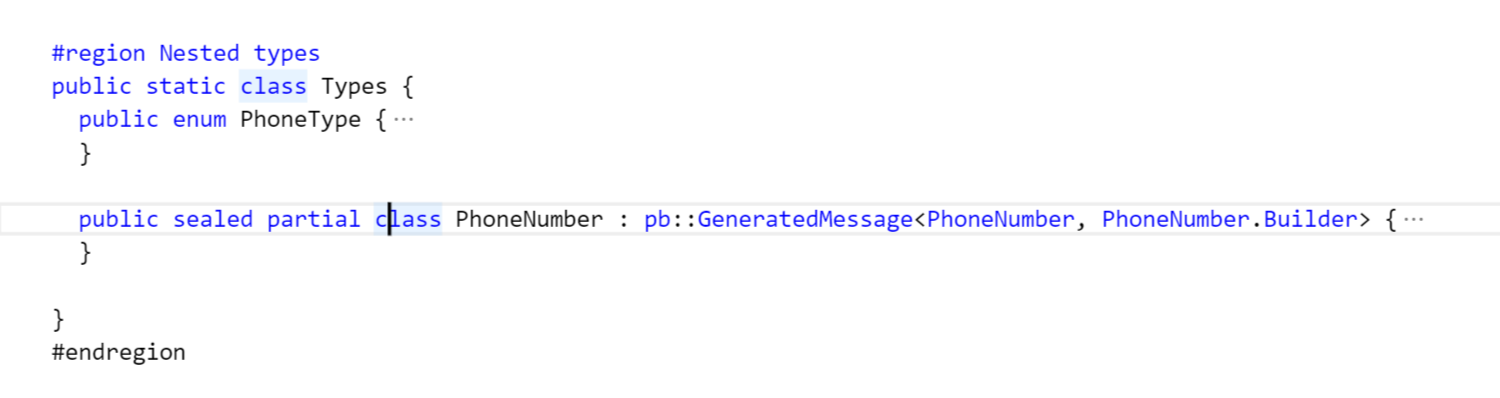 #region Nested types
public static class Types {
  public enum PhoneType {···
  }

  public sealed partial class PhoneNumber : pb::GeneratedMessage<PhoneNumber, PhoneNumber.Builder> {···
  }

}
#endregion